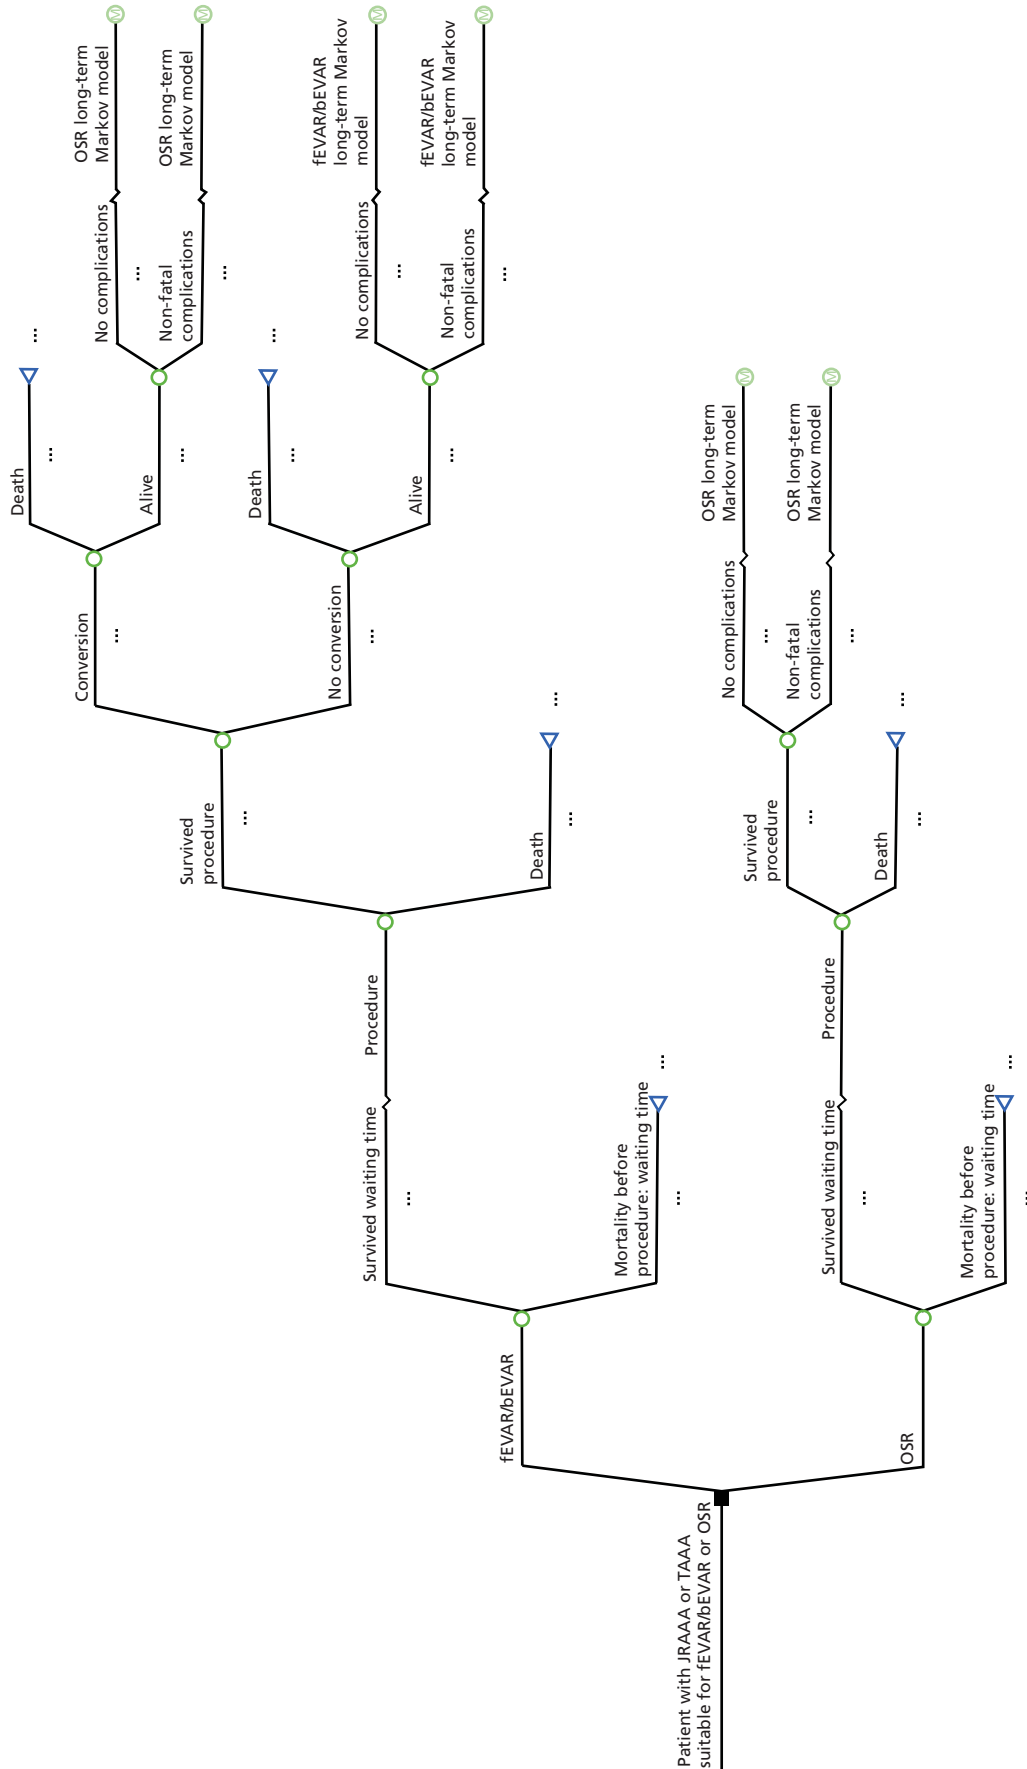 Patient with JRAAA or TAAA
suitable for fEVAR/bEVAR or OSR
fEVAR/bEVAR
Survived waiting time
...
Procedure
Survived
procedure
...
Conversion
...
Death
...
...
Alive
...
No complications
...
OSR long-term
Markov model
M
Non-fatal
complications
...
OSR long-term
Markov model
M
No conversion
...
Death
...
...
Alive
...
No complications
...
fEVAR/bEVAR
long-term Markov
model
M
Non-fatal
complications
...
fEVAR/bEVAR
long-term Markov
model
M
Death
...
...
Mortality before
procedure: waiting time
...
...
OSR
Survived waiting time
...
Procedure
Survived
procedure
...
No complications
...
OSR long-term
Markov model
M
Non-fatal
complications
...
OSR long-term
Markov model
M
Death
...
...
Mortality before
procedure: waiting time
...
...